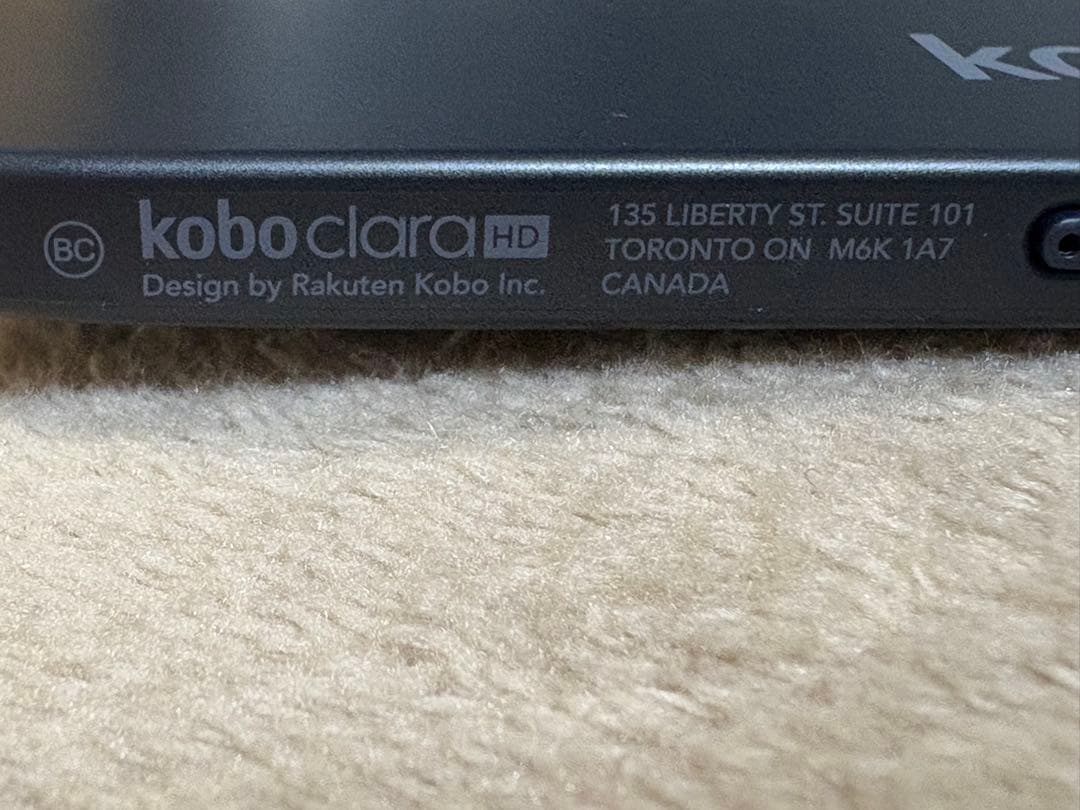 ko
BC
kobo clara HD
Design by Rakuten Kobo Inc.
135 LIBERTY ST. SUITE 101
TORONTO ON M6K 1A7
CANADA